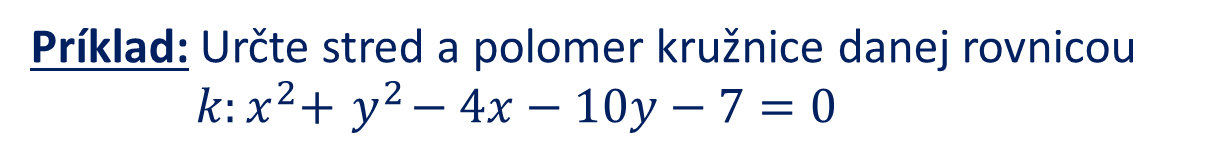 Príklad: Určte stred a polomer kružnice danej rovnicou
k: x² + y² − 4x − 10y − 7 = 0